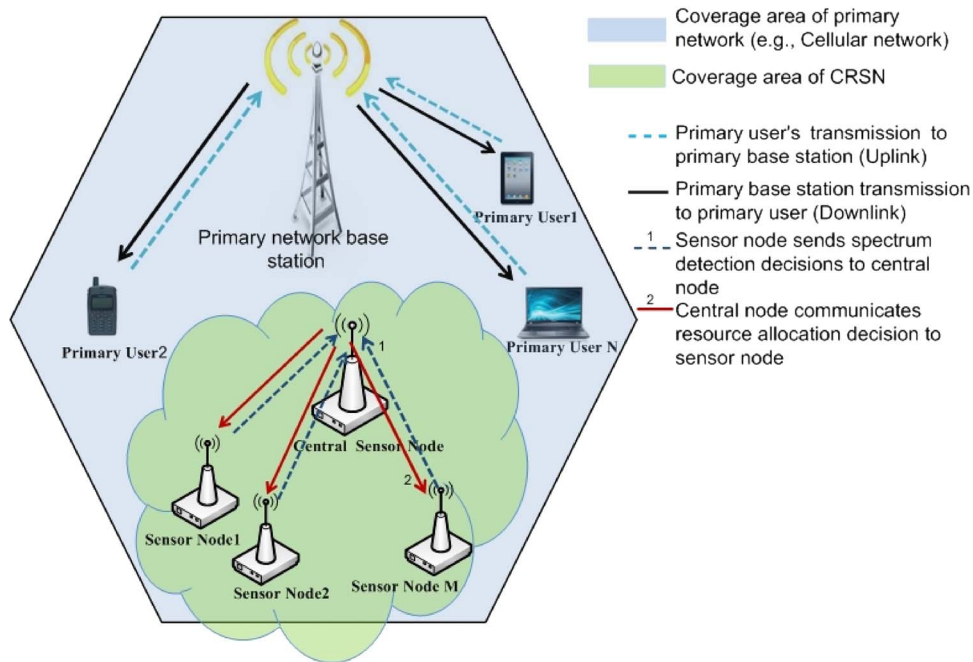 Coverage area of primary
network (e.g., Cellular network)
Coverage area of CRSN
Primary user's transmission to
primary base station (Uplink)
Primary base station transmission
to primary user (Downlink)
1
Sensor node sends spectrum
detection decisions to central
node
2
Central node communicates
resource allocation decision to
sensor node
Primary User1
Primary network base
station
Primary User2
Primary User N
1
Central Sensor Node
2
Sensor Node1
Sensor Node2
Sensor Node M